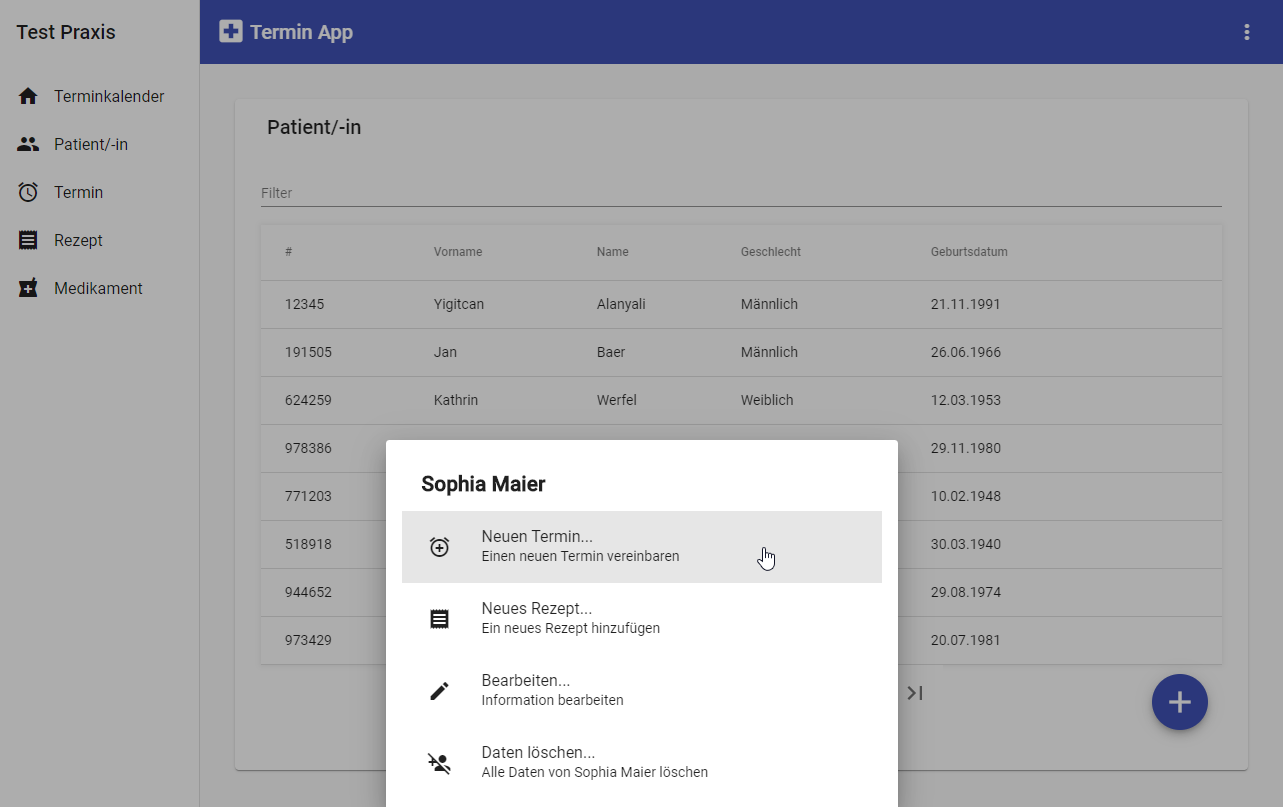 Test Praxis
Termin App
Terminkalender
Patient/-in
Termin
Rezept
Medikament
Patient/-in
Filter
# Vorname Name Geschlecht Geburtsdatum
12345 Yigitcan Alanyali Männlich 21.11.1991
191505 Jan Baer Männlich 26.06.1966
624259 Kathrin Werfel Weiblich 12.03.1953
978386 29.11.1980
771203 10.02.1948
518918 30.03.1940
944652 29.08.1974
973429 20.07.1981
Sophia Maier
Neuen Termin...
Einen neuen Termin vereinbaren
Neues Rezept...
Ein neues Rezept hinzufügen
Bearbeiten...
Information bearbeiten
Daten löschen...
Alle Daten von Sophia Maier löschen